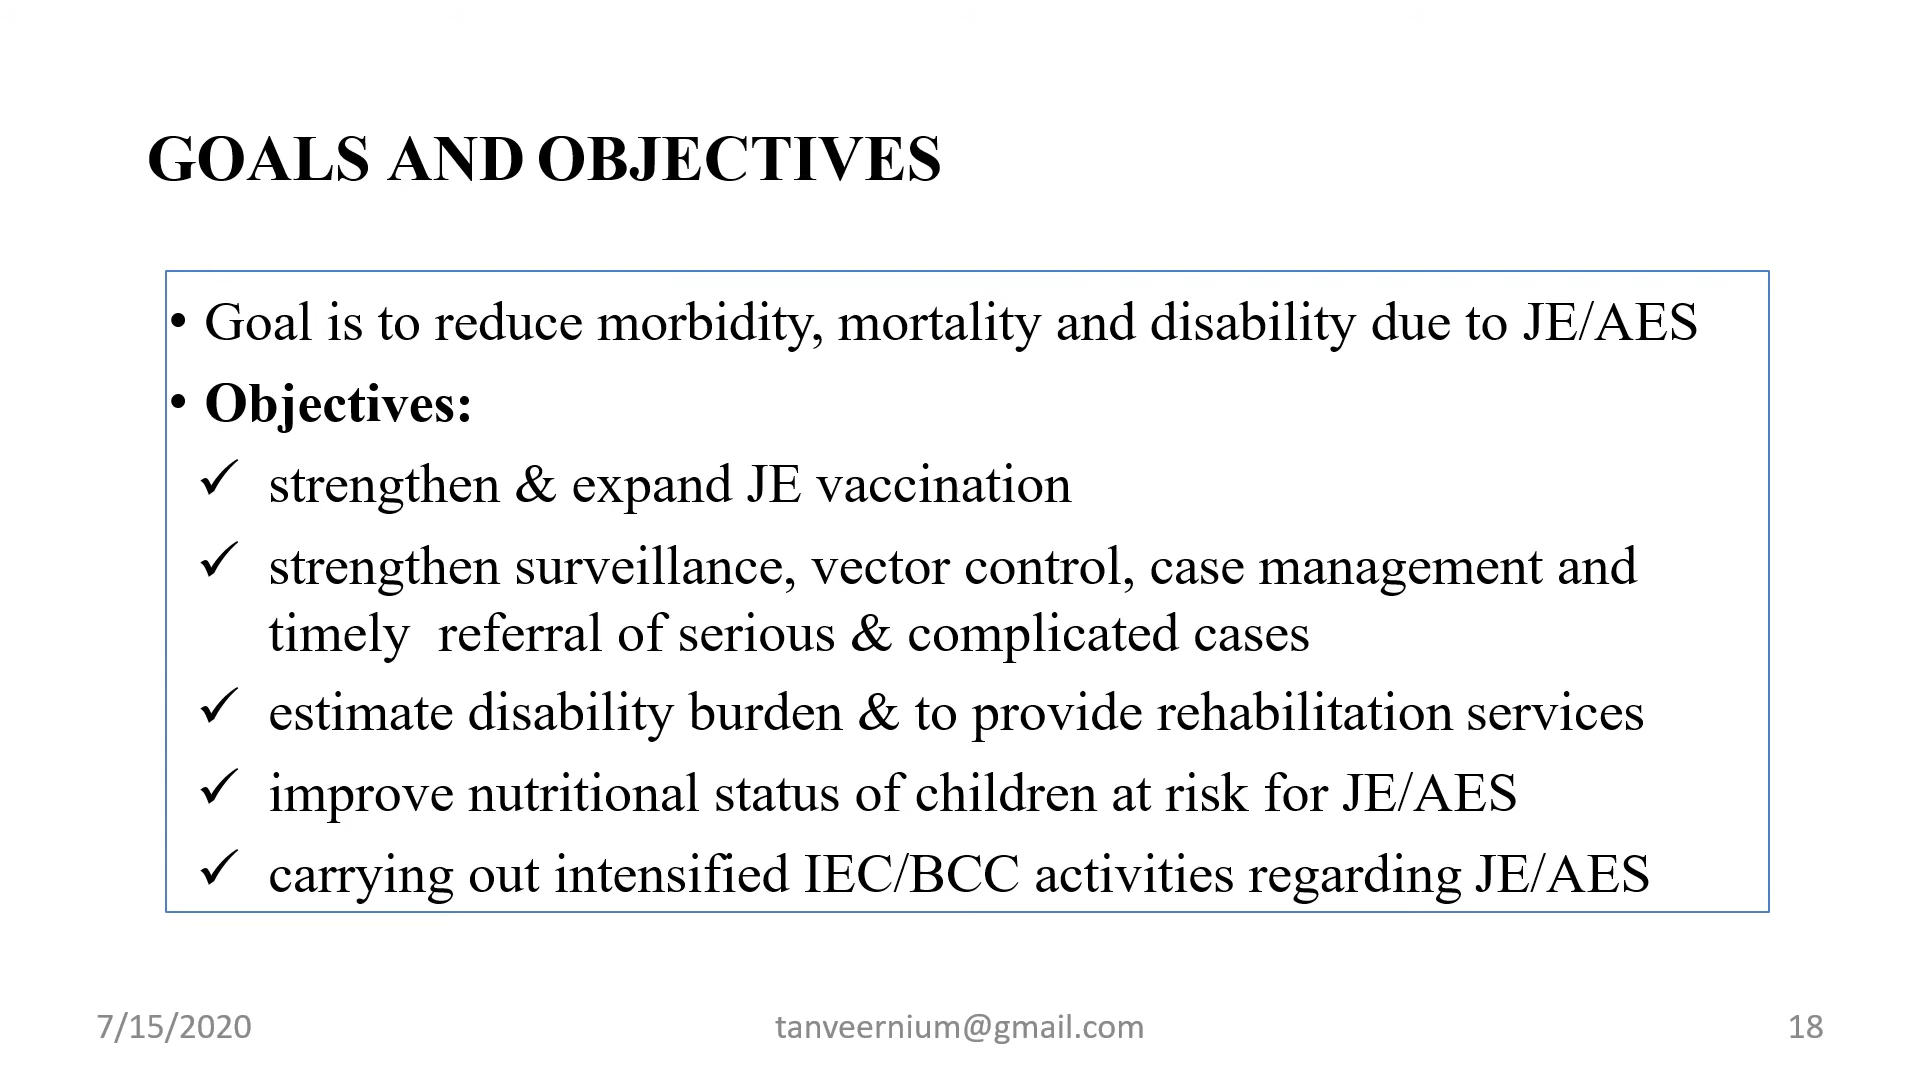 GOALS AND OBJECTIVES
• Goal is to reduce morbidity, mortality and disability due to JE/AES
• Objectives:
✓ strengthen & expand JE vaccination
✓ strengthen surveillance, vector control, case management and
timely referral of serious & complicated cases
✓ estimate disability burden & to provide rehabilitation services
✓ improve nutritional status of children at risk for JE/AES
✓ carrying out intensified IEC/BCC activities regarding JE/AES
7/15/2020
tanveernium@gmail.com
18